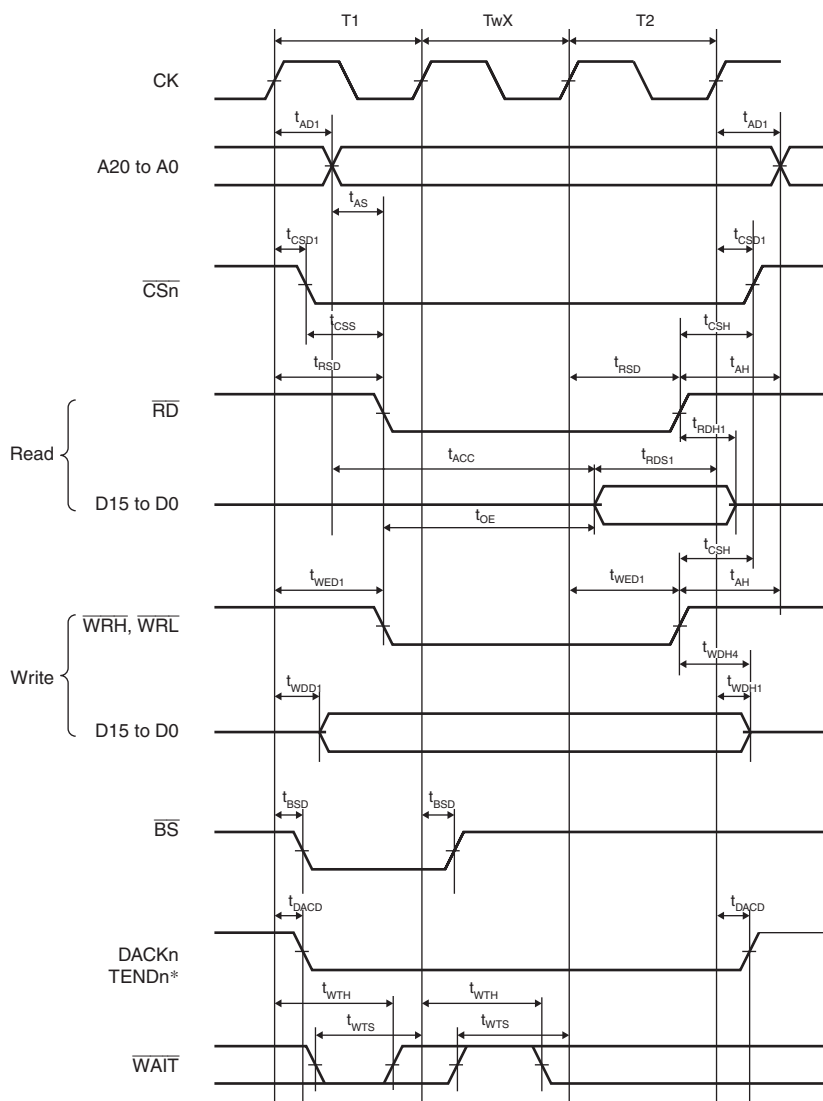 T1 TwX T2
CK
tAD1 tAD1
A20 to A0
tAS
tCSD1 tCSD1
CSn
tCSS tCSH
tRSD tRSD tAH
RD
tRDH1
Read
tACC tRDS1
D15 to D0
tOE
tCSH
tWED1 tWED1 tAH
WRH, WRL
tWDH4
Write
tWDD1 tWDH1
D15 to D0
tBSD tBSD
BS
tDACD tDACD
DACKn
TENDn*
tWTH tWTH
tWTS tWTS
WAIT